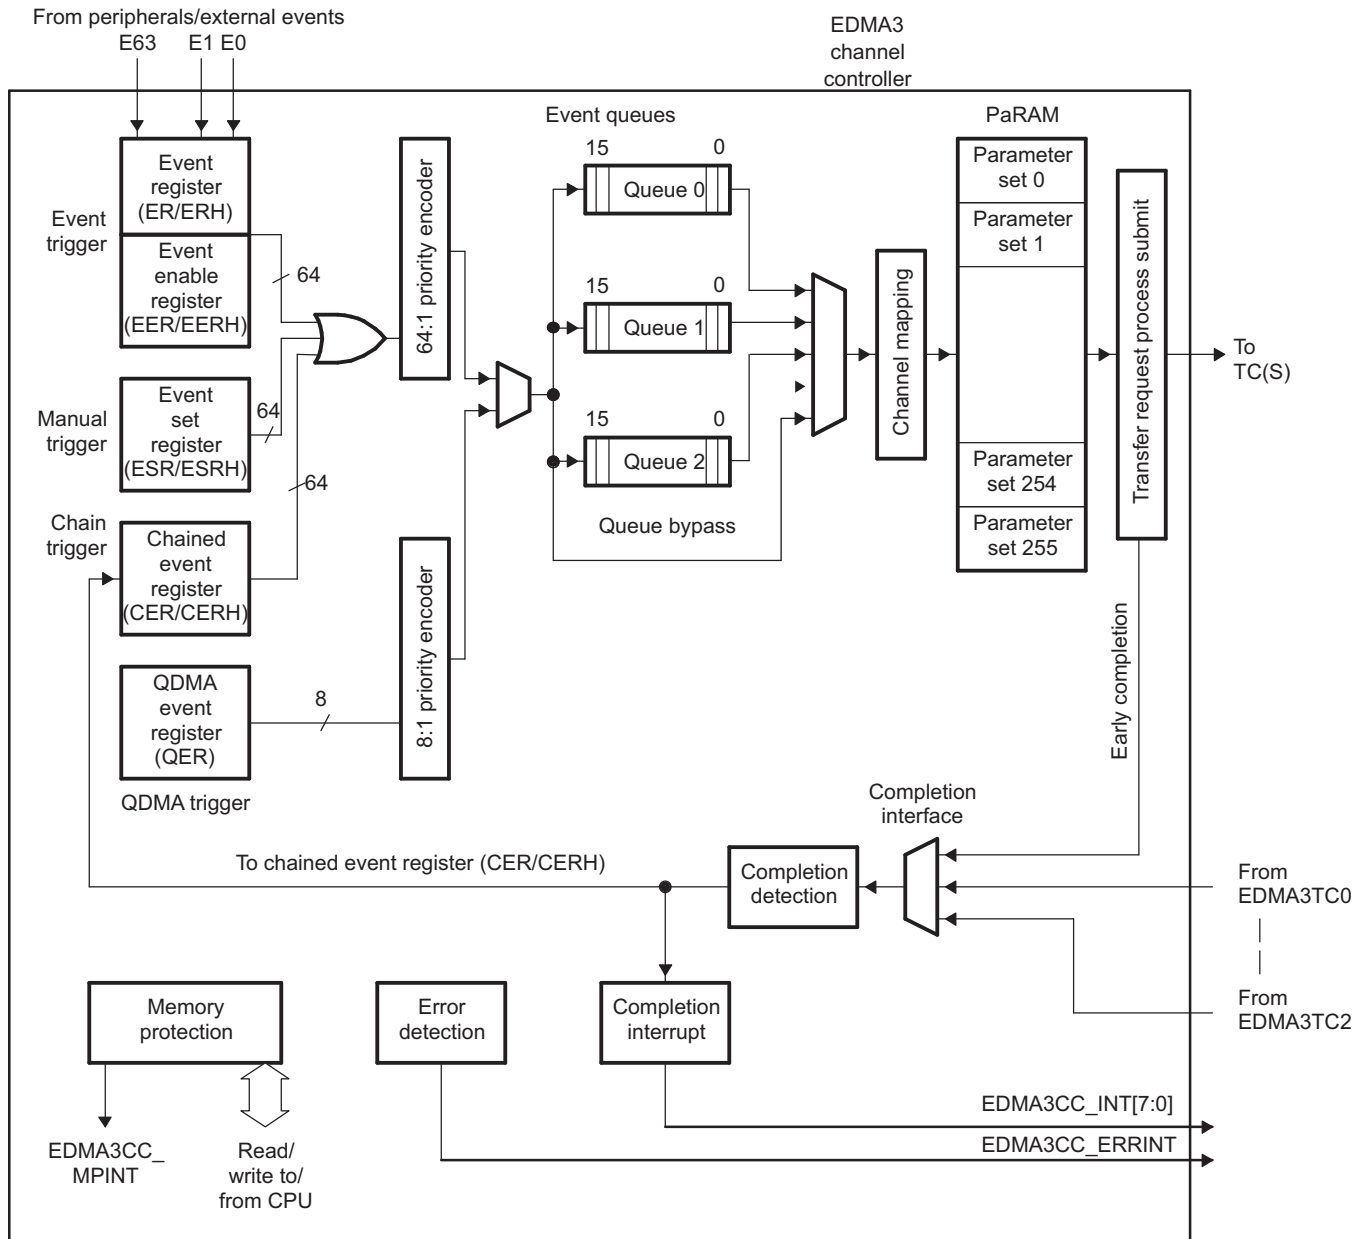 From peripherals/external events
E63
E1 E0
EDMA3
channel
controller
Event
trigger
Event
register
(ER/ERH)
Event
enable
register
(EER/EERH)
64
Manual
trigger
Event
set
register
(ESR/ESRH)
64
Chain
trigger
Chained
event
register
(CER/CERH)
64
QDMA
event
register
(QER)
8
QDMA trigger
64:1 priority encoder
8:1 priority encoder
Event queues
15
0
Queue 0
15
0
Queue 1
15
0
Queue 2
Queue bypass
Channel mapping
PaRAM
Parameter
set 0
Parameter
set 1
Parameter
set 254
Parameter
set 255
Transfer request process submit
To
TC(S)
Early completion
Completion
interface
To chained event register (CER/CERH)
Completion
detection
From
EDMA3TC0
From
EDMA3TC2
Memory
protection
Error
detection
Completion
interrupt
EDMA3CC_INT[7:0]
EDMA3CC_ERRINT
EDMA3CC_
MPINT
Read/
write to/
from CPU